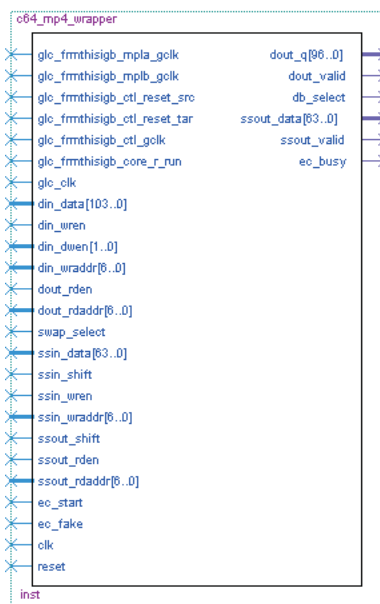 c64_mp4_wrapper
glc_frmthisigb_mpla_gclk dout_q[96..0]
glc_frmthisigb_mplb_gclk dout_valid
glc_frmthisigb_ctl_reset_src db_select
glc_frmthisigb_ctl_reset_tar ssout_data[63..0]
glc_frmthisigb_ctl_gclk ssout_valid
glc_frmthisigb_core_r_run ec_busy
glc_clk
din_data[103..0]
din_wren
din_dwen[1..0]
din_wraddr[6..0]
dout_rden
dout_rdaddr[6..0]
swap_select
ssin_data[63..0]
ssin_shift
ssin_wren
ssin_wraddr[6..0]
ssout_shift
ssout_rden
ssout_rdaddr[6..0]
ec_start
ec_fake
clk
reset
inst